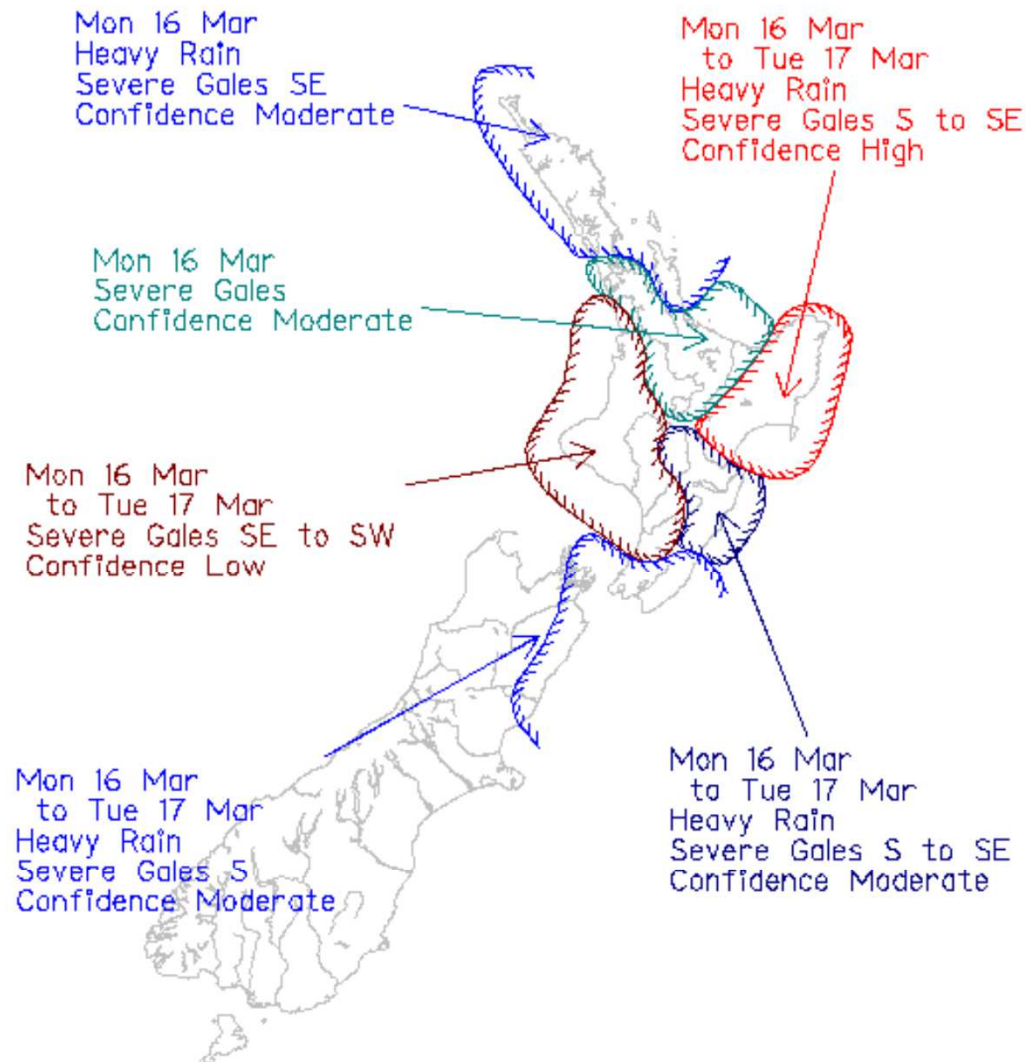 Mon 16 Mar
Heavy Rain
Severe Gales SE
Confidence Moderate
Mon 16 Mar
to Tue 17 Mar
Heavy Rain
Severe Gales S to SE
Confidence High
Mon 16 Mar
Severe Gales
Confidence Moderate
Mon 16 Mar
to Tue 17 Mar
Severe Gales SE to SW
Confidence Low
Mon 16 Mar
to Tue 17 Mar
Heavy Rain
Severe Gales S
Confidence Moderate
Mon 16 Mar
to Tue 17 Mar
Heavy Rain
Severe Gales S to SE
Confidence Moderate